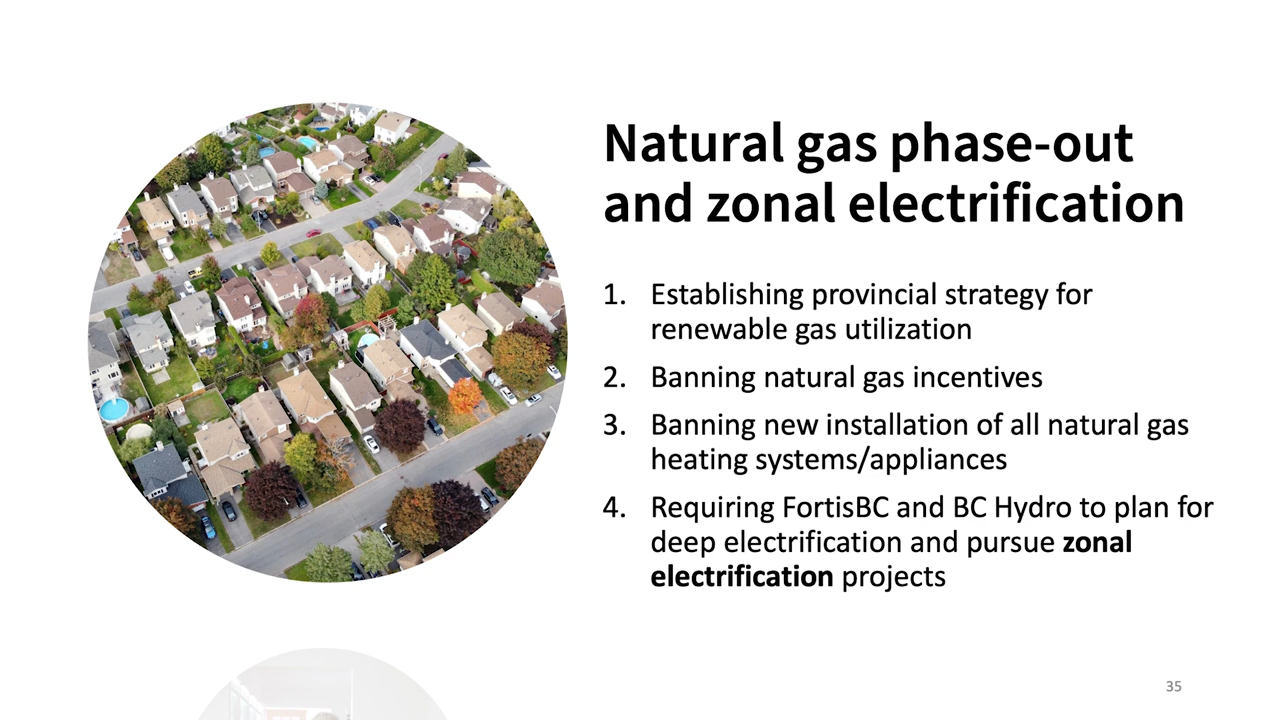 Natural gas phase-out
and zonal electrification
1. Establishing provincial strategy for
renewable gas utilization
2. Banning natural gas incentives
3. Banning new installation of all natural gas
heating systems/appliances
4. Requiring FortisBC and BC Hydro to plan for
deep electrification and pursue zonal
electrification projects
35